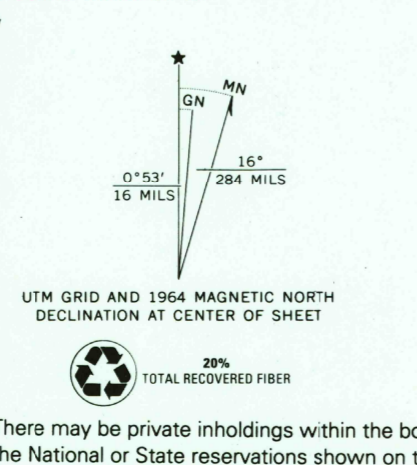 ★
MN
GN
0°53'
16 MILS
16°
284 MILS
UTM GRID AND 1964 MAGNETIC NORTH
DECLINATION AT CENTER OF SHEET
20%
TOTAL RECOVERED FIBER
There may be private inholdings within the bo
the National or State reservations shown on